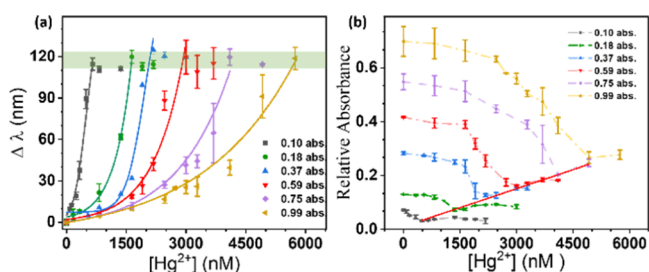 (a)
Δ λ (nm)
120
90
60
30
0
0 1500 3000 4500 6000
[Hg²⁺] (nM)
0.10 abs.
0.18 abs.
0.37 abs.
0.59 abs.
0.75 abs.
0.99 abs.
(b)
Relative Absorbance
0.8
0.6
0.4
0.2
0.0
0 1500 3000 4500 6000
[Hg²⁺] (nM)
0.10 abs.
0.18 abs.
0.37 abs.
0.59 abs.
0.75 abs.
0.99 abs.